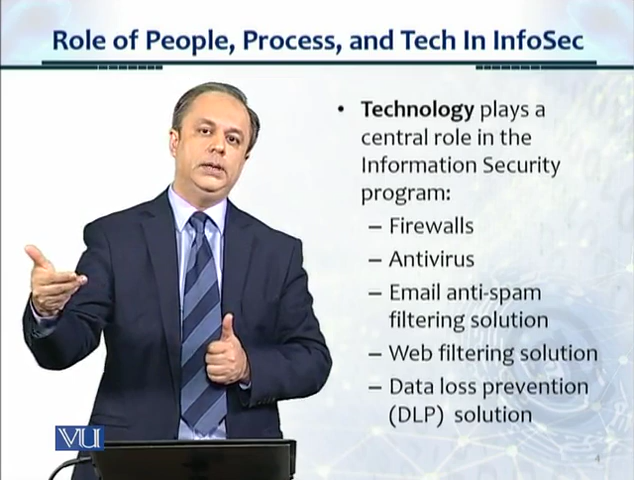 Role of People, Process, and Tech In InfoSec
• Technology plays a
central role in the
Information Security
program:
– Firewalls
– Antivirus
– Email anti-spam
filtering solution
– Web filtering solution
– Data loss prevention
(DLP) solution
VU
4